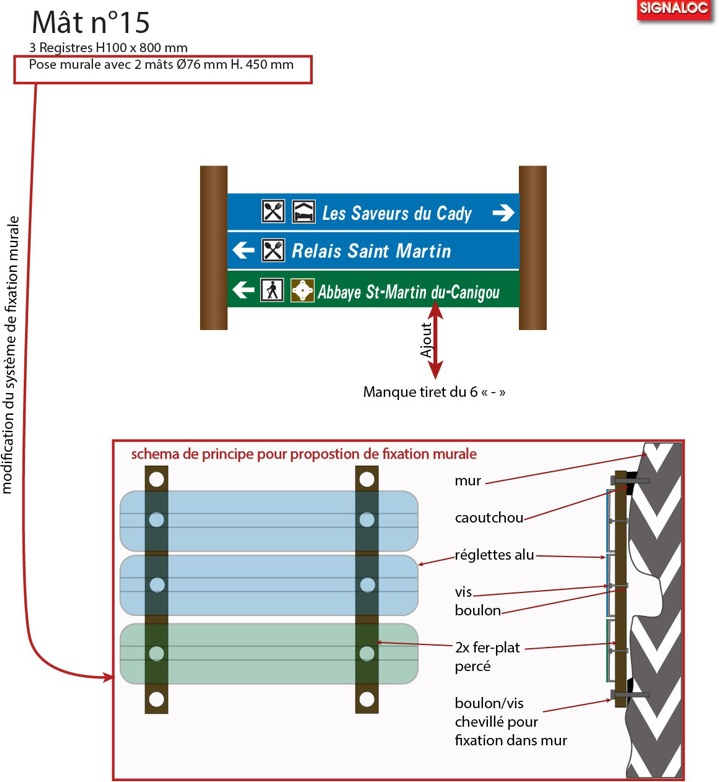 SIGNALOC
Mât n°15
3 Registres H100 x 800 mm
Pose murale avec 2 mâts Ø76 mm H. 450 mm
modification du système de fixation murale
Les Saveurs du Cady
Relais Saint Martin
Abbaye St-Martin du-Canigou
Ajout
Manque tiret du 6 « - »
schema de principe pour propostion de fixation murale
mur
caoutchou
réglettes alu
vis
boulon
2x fer-plat
percé
boulon/vis
chevillé pour
fixation dans mur